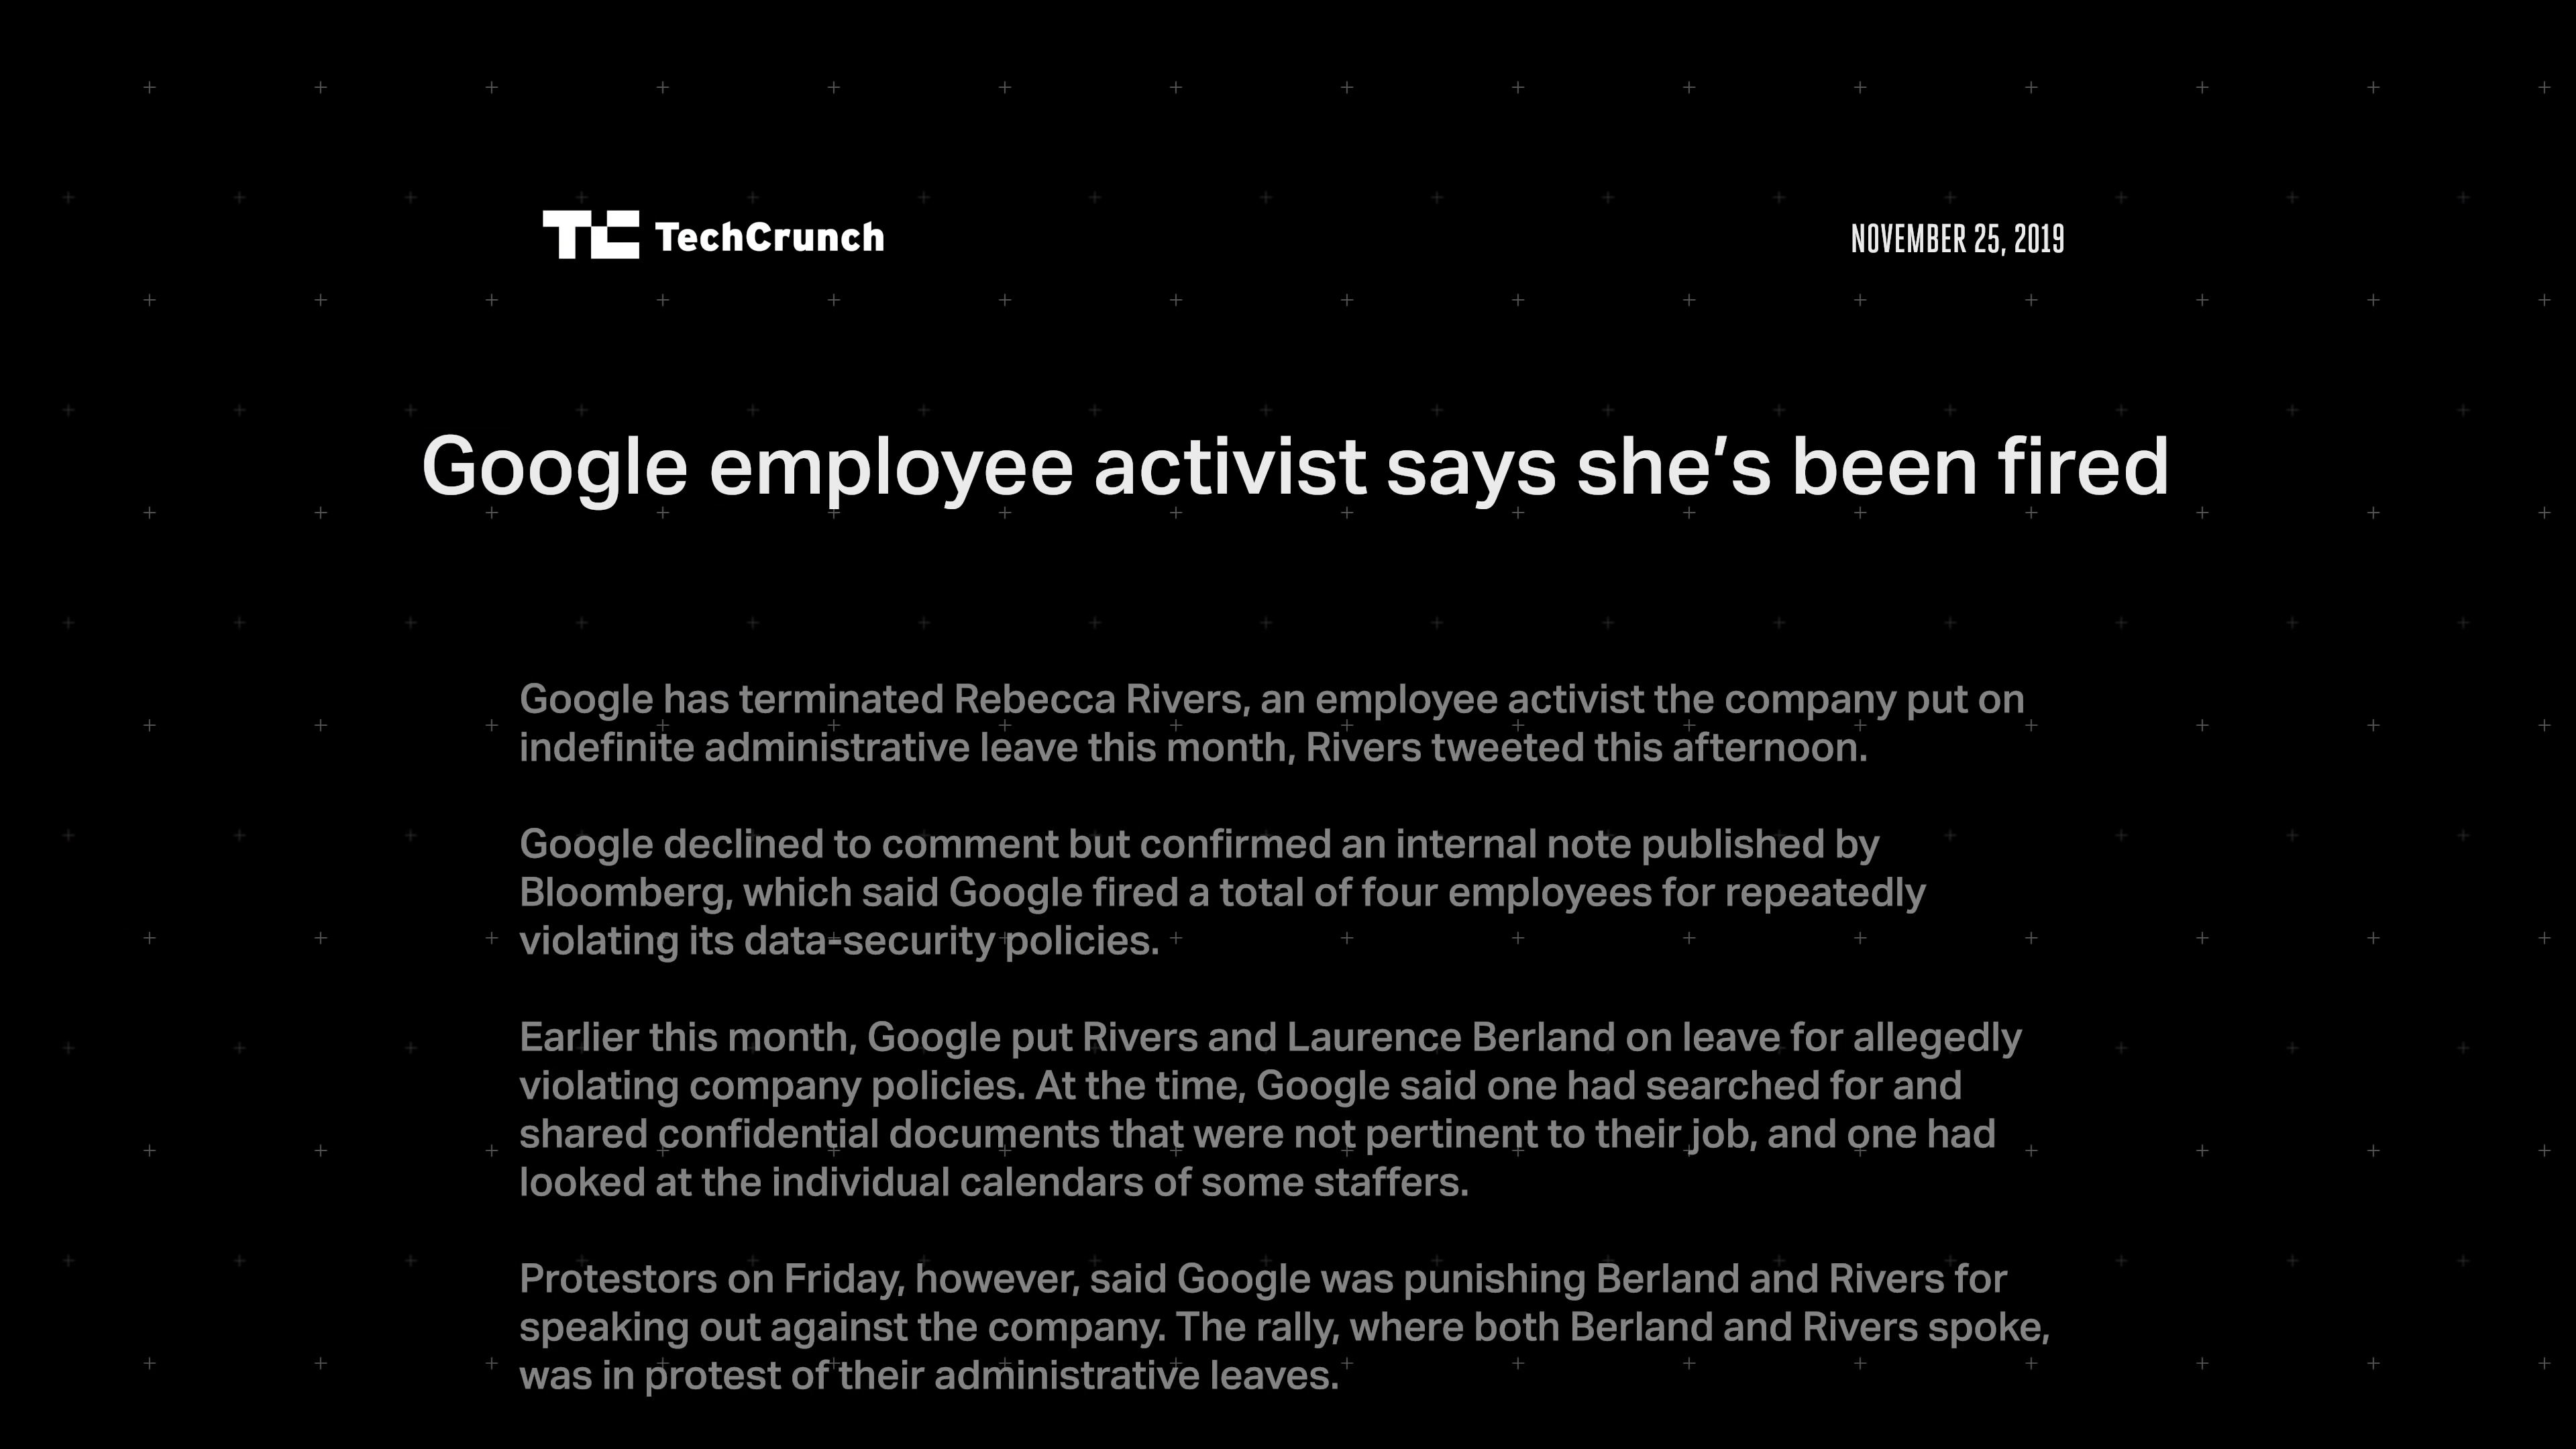 TC TechCrunch
NOVEMBER 25, 2019
Google employee activist says she's been fired
Google has terminated Rebecca Rivers, an employee activist the company put on
indefinite administrative leave this month, Rivers tweeted this afternoon.
Google declined to comment but confirmed an internal note published by
Bloomberg, which said Google fired a total of four employees for repeatedly
violating its data-security policies.
Earlier this month, Google put Rivers and Laurence Berland on leave for allegedly
violating company policies. At the time, Google said one had searched for and
shared confidential documents that were not pertinent to their job, and one had
looked at the individual calendars of some staffers.
Protestors on Friday, however, said Google was punishing Berland and Rivers for
speaking out against the company. The rally, where both Berland and Rivers spoke,
was in protest of their administrative leaves.